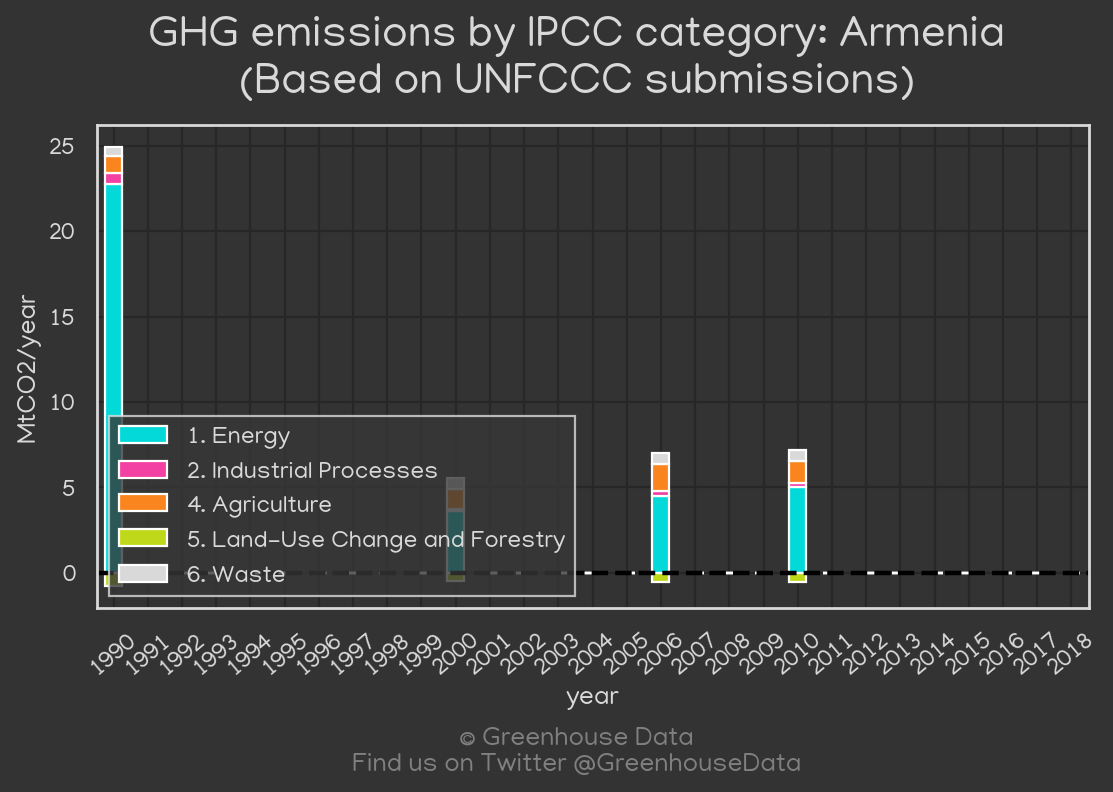 GHG emissions by IPCC category: Armenia
(Based on UNFCCC submissions)
25
20
15
10
5
0
MtCO2/year
1. Energy
2. Industrial Processes
4. Agriculture
5. Land-Use Change and Forestry
6. Waste
1990 1991 1992 1993 1994 1995 1996 1997 1998 1999 2000 2001 2002 2003 2004 2005 2006 2007 2008 2009 2010 2011 2012 2013 2014 2015 2016 2017 2018
year
© Greenhouse Data
Find us on Twitter @GreenhouseData